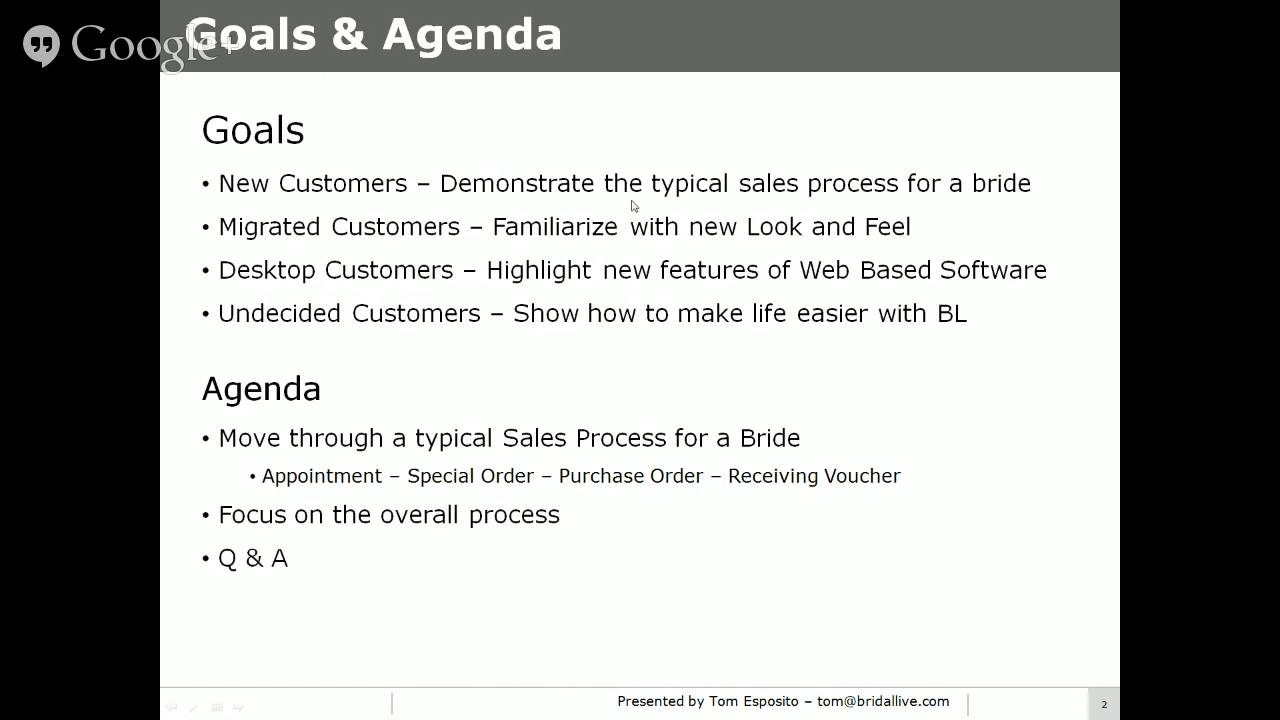 Google+
Goals & Agenda
Goals
• New Customers – Demonstrate the typical sales process for a bride
• Migrated Customers – Familiarize with new Look and Feel
• Desktop Customers – Highlight new features of Web Based Software
• Undecided Customers – Show how to make life easier with BL
Agenda
• Move through a typical Sales Process for a Bride
• Appointment – Special Order – Purchase Order – Receiving Voucher
• Focus on the overall process
• Q & A
Presented by Tom Esposito – tom@bridallive.com
2